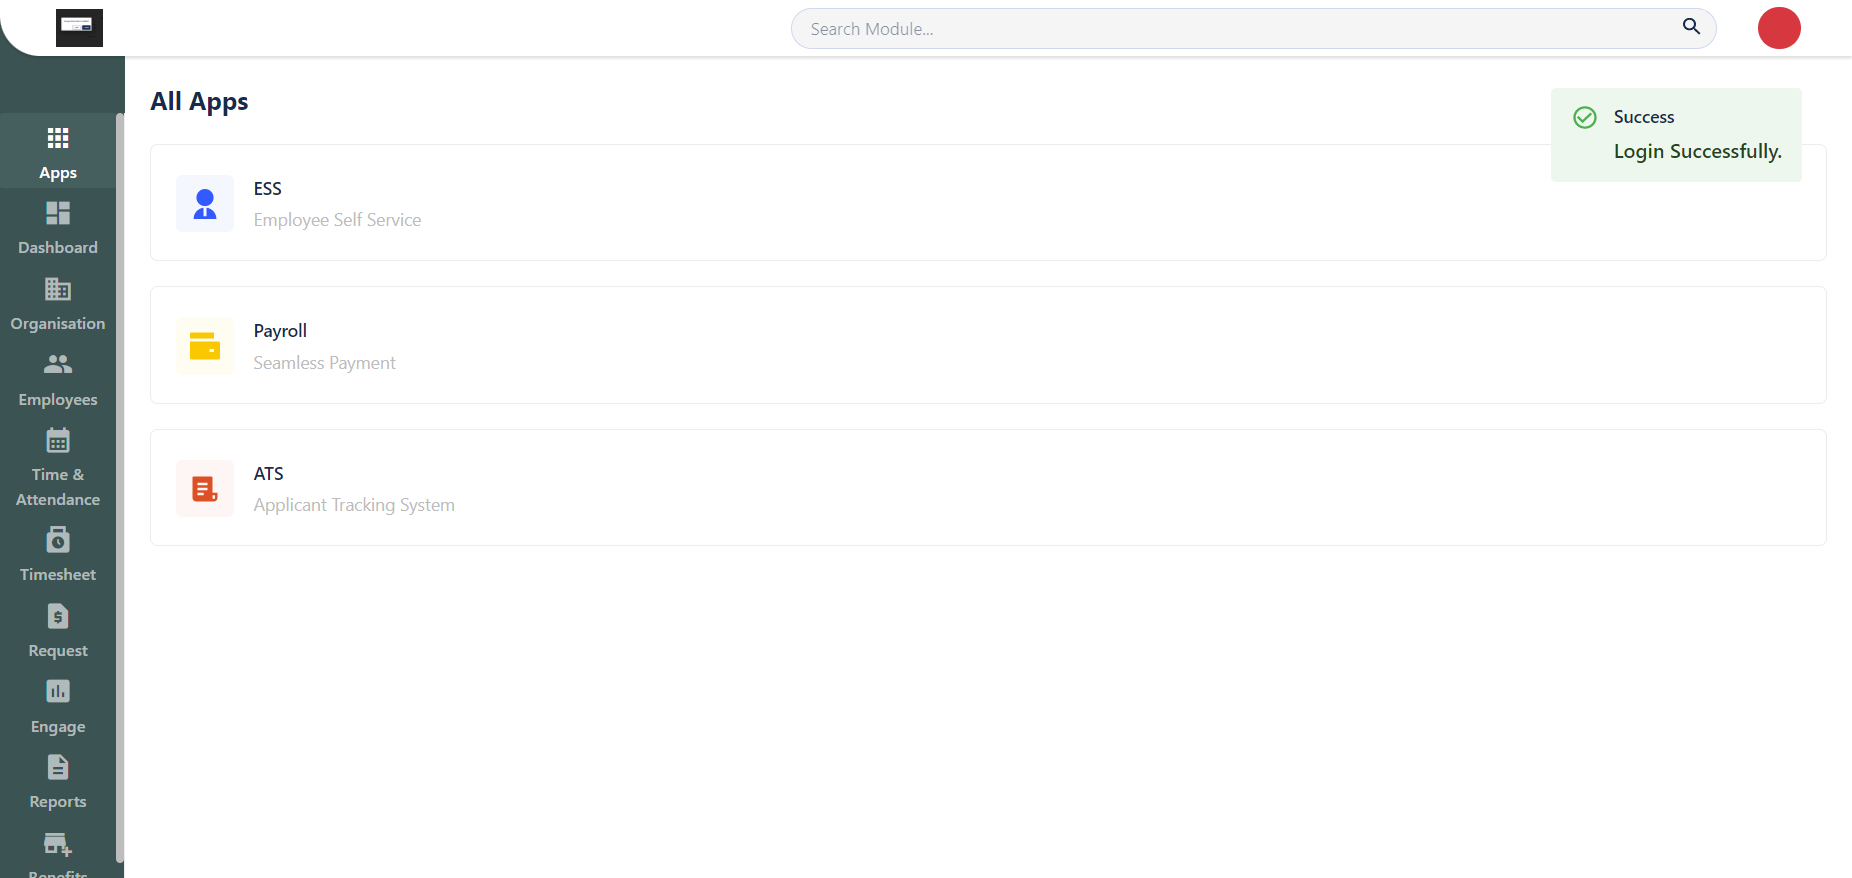 Search Module...
All Apps
Success
Login Successfully.
ESS
Employee Self Service
Payroll
Seamless Payment
ATS
Applicant Tracking System
Apps
Dashboard
Organisation
Employees
Time &
Attendance
Timesheet
Request
Engage
Reports
Benefits